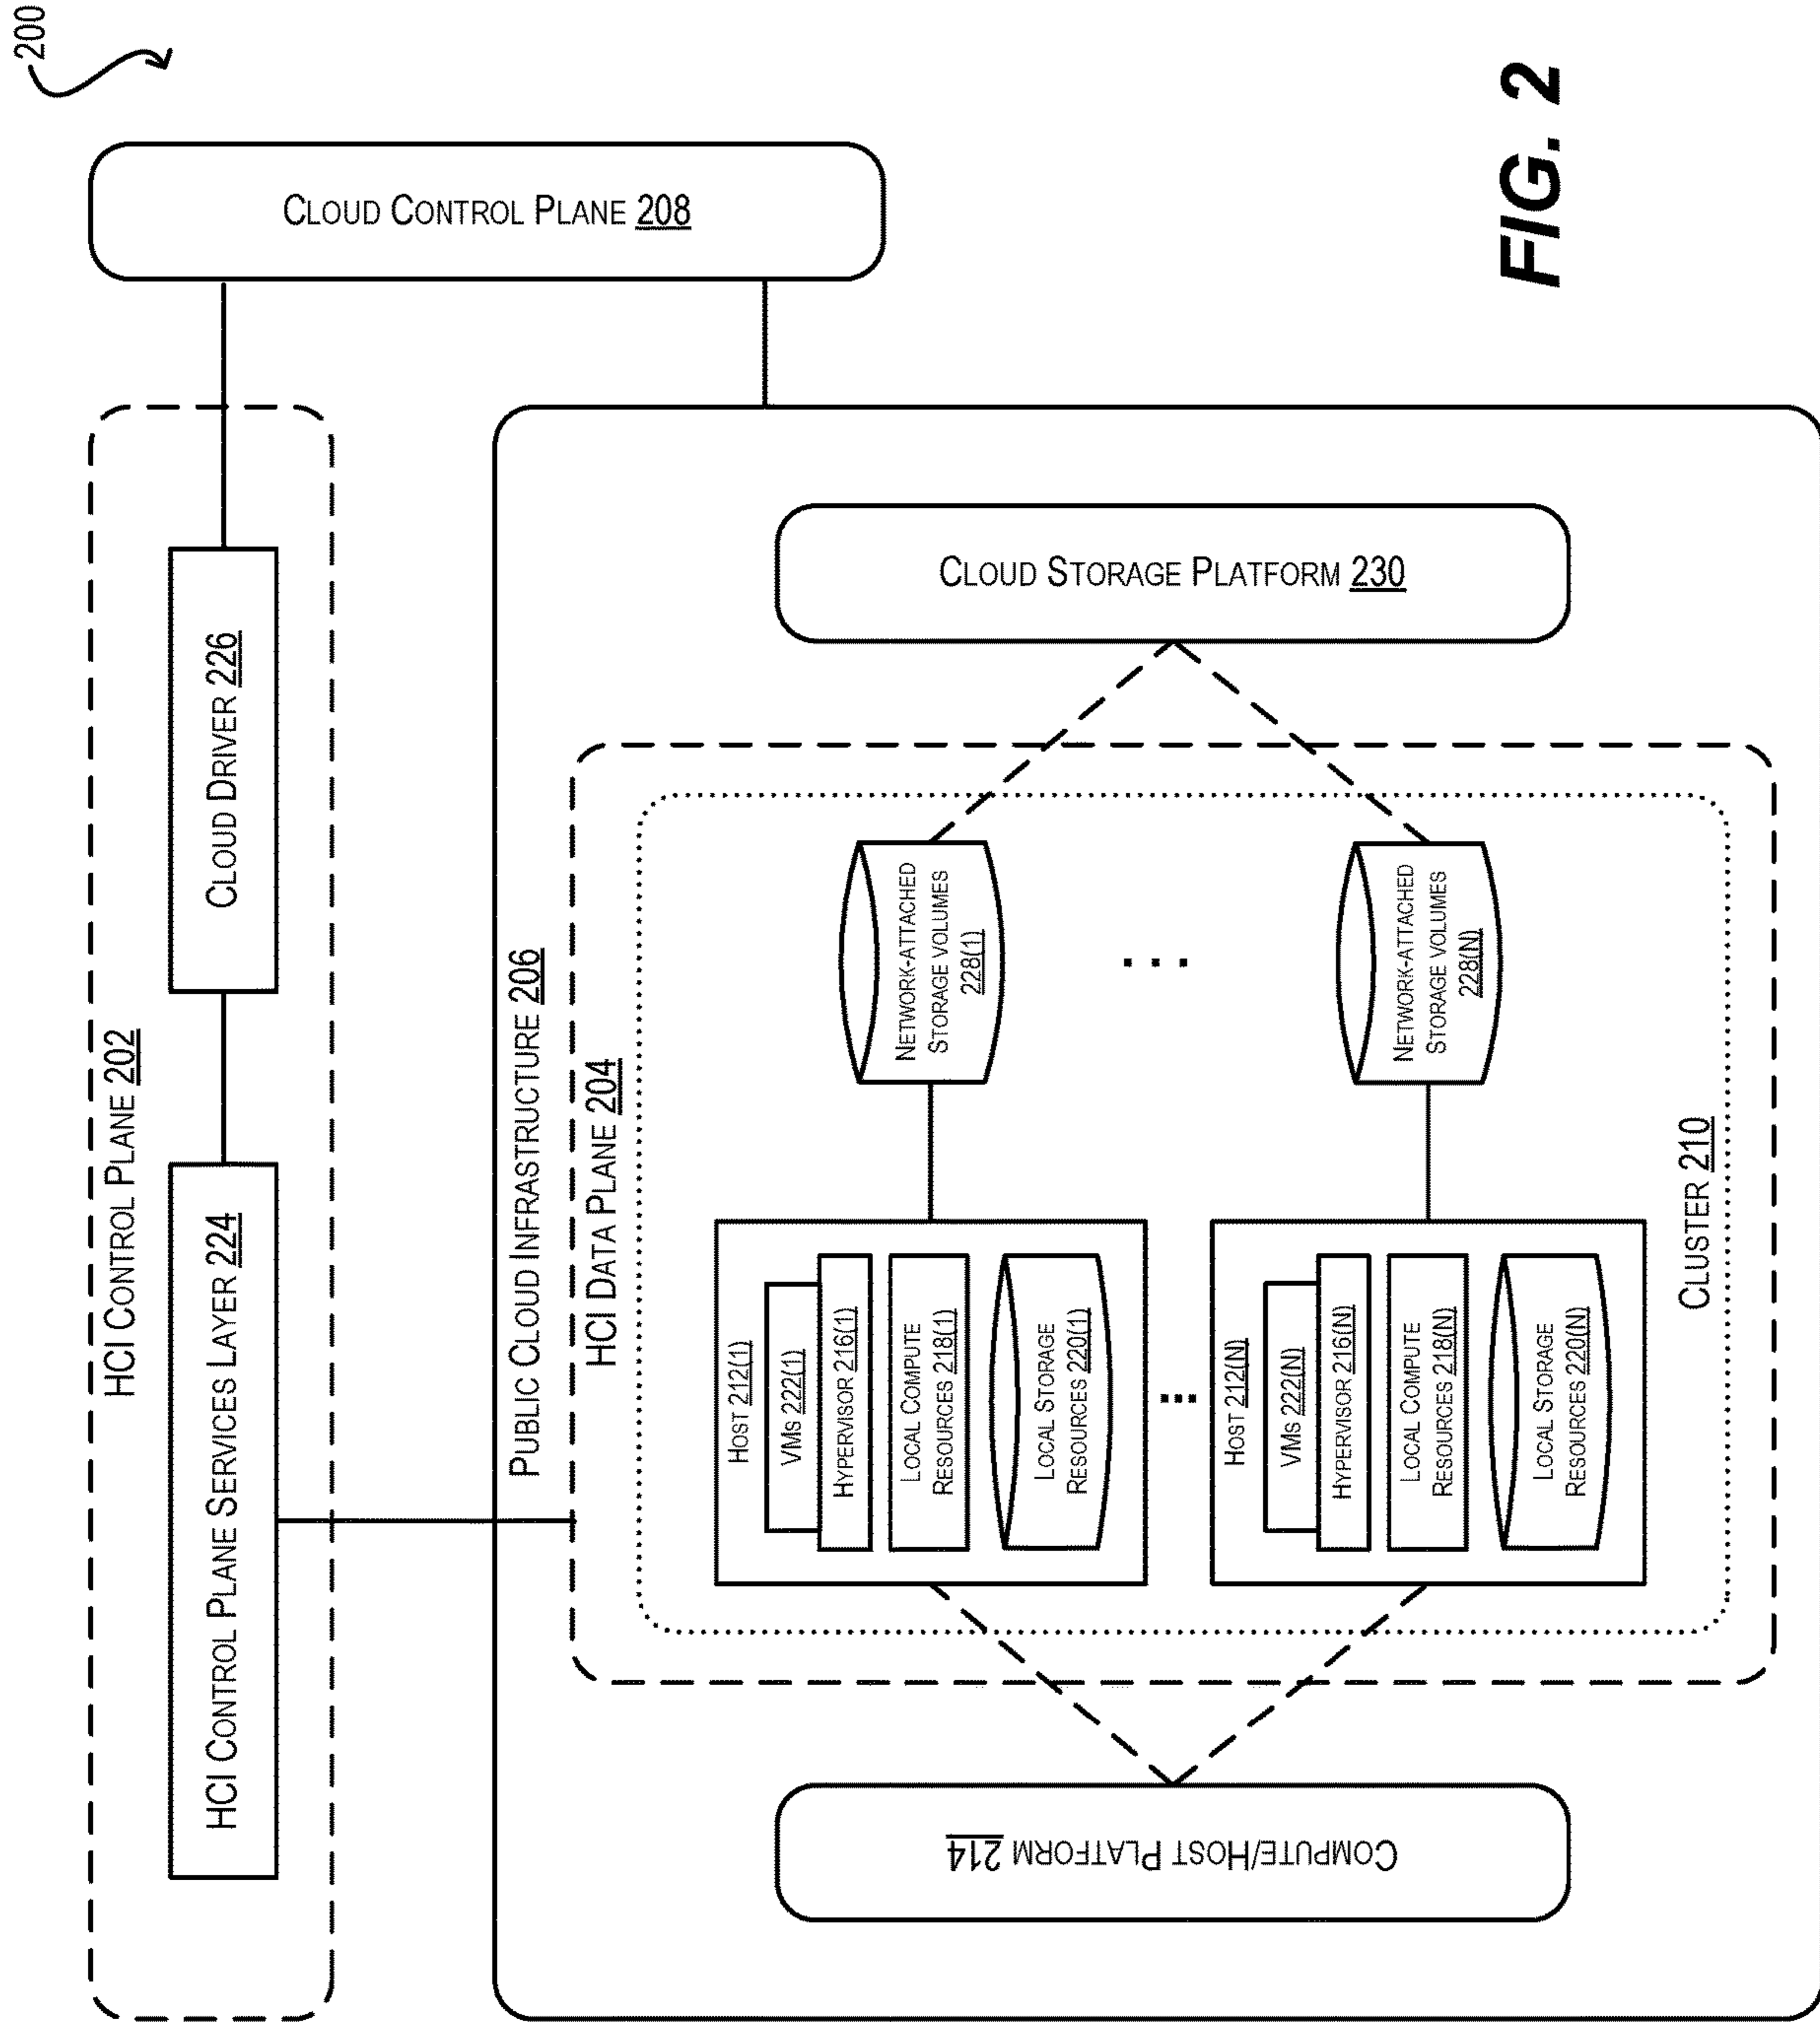 200
HCI CONTROL PLANE 202
HCI CONTROL PLANE SERVICES LAYER 224
CLOUD DRIVER 226
CLOUD CONTROL PLANE 208
PUBLIC CLOUD INFRASTRUCTURE 206
HCI DATA PLANE 204
COMPUTE/HOST PLATFORM 214
HOST 212(1)
VMS 222(1)
HYPERVISOR 216(1)
LOCAL COMPUTE
RESOURCES 218(1)
LOCAL STORAGE
RESOURCES 220(1)
NETWORK-ATTACHED
STORAGE VOLUMES
228(1)
...
...
HOST 212(N)
VMS 222(N)
HYPERVISOR 216(N)
LOCAL COMPUTE
RESOURCES 218(N)
LOCAL STORAGE
RESOURCES 220(N)
NETWORK-ATTACHED
STORAGE VOLUMES
228(N)
CLOUD STORAGE PLATFORM 230
CLUSTER 210
FIG. 2